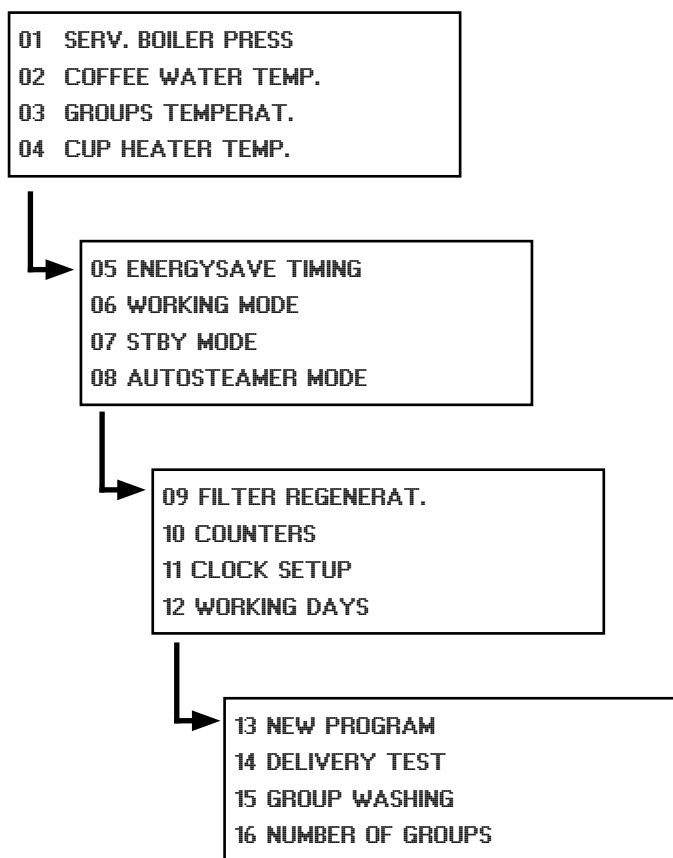 01 SERV. BOILER PRESS
02 COFFEE WATER TEMP.
03 GROUPS TEMPERAT.
04 CUP HEATER TEMP.
05 ENERGYSAVE TIMING
06 WORKING MODE
07 STBY MODE
08 AUTOSTEAMER MODE
09 FILTER REGENERAT.
10 COUNTERS
11 CLOCK SETUP
12 WORKING DAYS
13 NEW PROGRAM
14 DELIVERY TEST
15 GROUP WASHING
16 NUMBER OF GROUPS